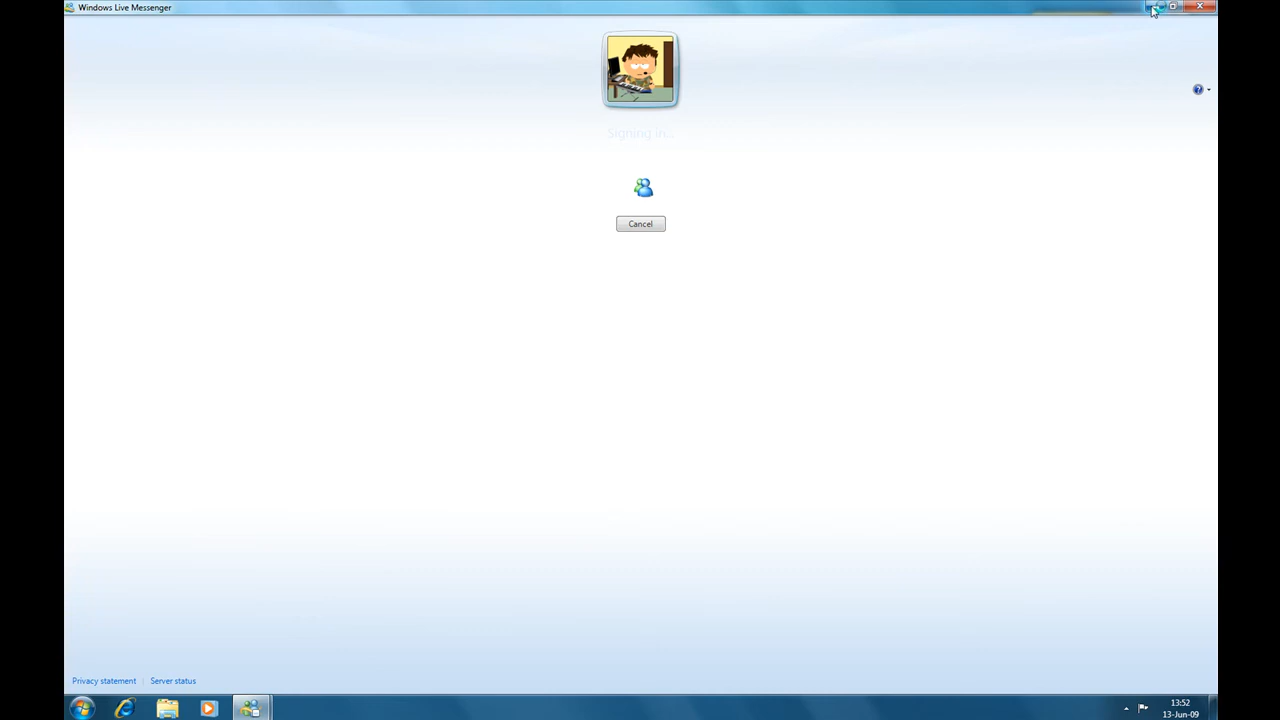 Windows Live Messenger
Signing in...
Cancel
Privacy statement | Server status
13:52
13-Jun-09